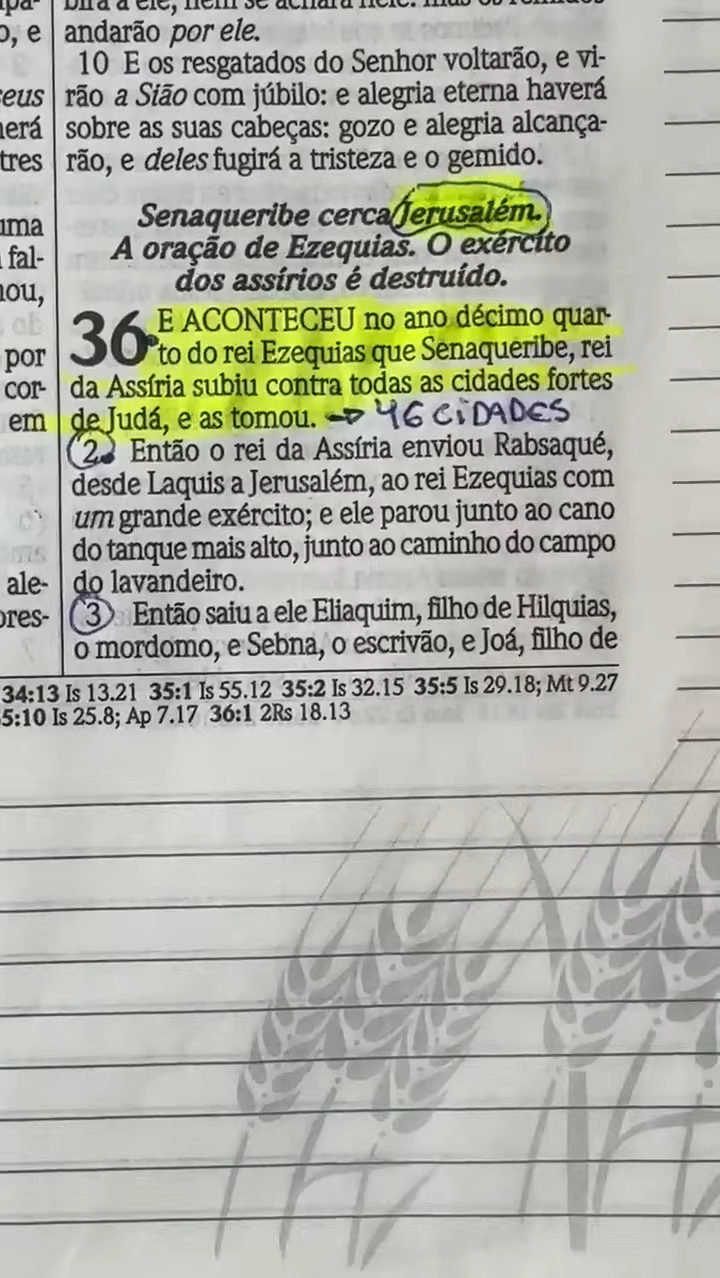 andarão por ele.
10 E os resgatados do Senhor voltarão, e vi-
rão a Sião com júbilo: e alegria eterna haverá
sobre as suas cabeças: gozo e alegria alcança-
rão, e deles fugirá a tristeza e o gemido.
Senaqueribe cerca Jerusalém.
A oração de Ezequias. O exército
dos assírios é destruído.
36 E ACONTECEU no ano décimo quar-
to do rei Ezequias que Senaqueribe, rei
da Assíria subiu contra todas as cidades fortes
de Judá, e as tomou. → 46 CiDADES
2 Então o rei da Assíria enviou Rabsaqué,
desde Laquis a Jerusalém, ao rei Ezequias com
um grande exército; e ele parou junto ao cano
do tanque mais alto, junto ao caminho do campo
do lavandeiro.
3 Então saiu a ele Eliaquim, filho de Hilquias,
o mordomo, e Sebna, o escrivão, e Joá, filho de
34:13 Is 13.21 35:1 Is 55.12 35:2 Is 32.15 35:5 Is 29.18; Mt 9.27
5:10 Is 25.8; Ap 7.17 36:1 2Rs 18.13